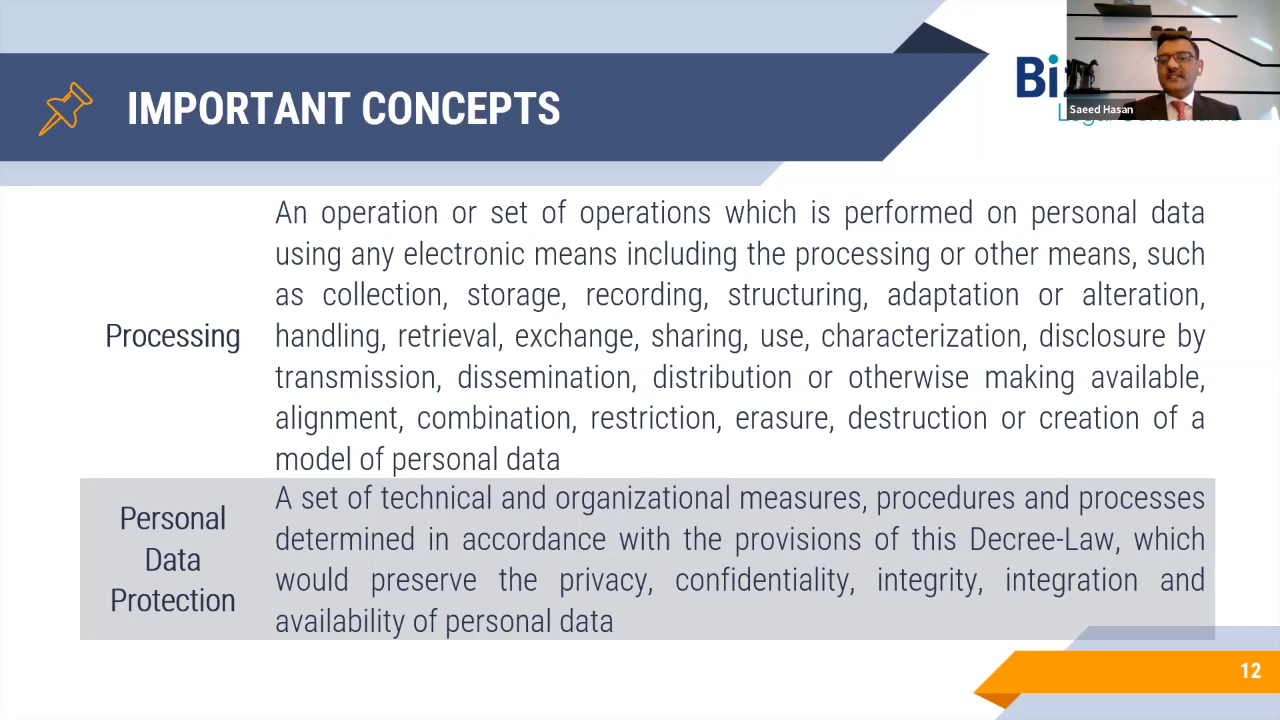 IMPORTANT CONCEPTS
Bi
Saeed Hasan
An operation or set of operations which is performed on personal data
using any electronic means including the processing or other means, such
as collection, storage, recording, structuring, adaptation or alteration,
Processing
handling, retrieval, exchange, sharing, use, characterization, disclosure by
transmission, dissemination, distribution or otherwise making available,
alignment, combination, restriction, erasure, destruction or creation of a
model of personal data
Personal
Data
Protection
A set of technical and organizational measures, procedures and processes
determined in accordance with the provisions of this Decree-Law, which
would preserve the privacy, confidentiality, integrity, integration and
availability of personal data
12